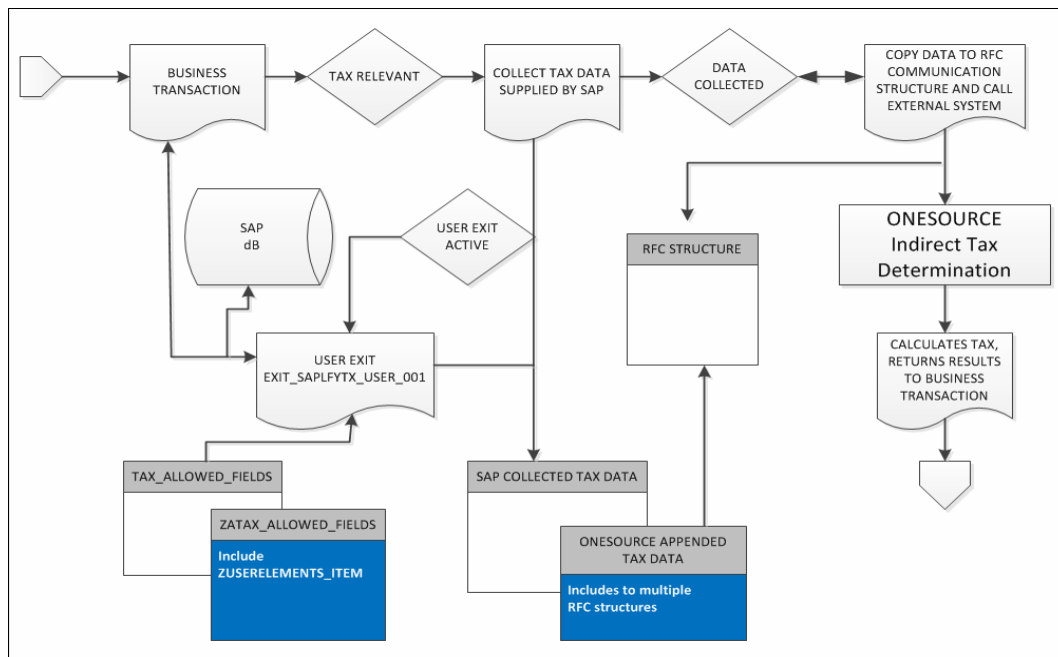 BUSINESS
TRANSACTION
TAX RELEVANT
COLLECT TAX DATA
SUPPLIED BY SAP
DATA
COLLECTED
COPY DATA TO RFC
COMMUNICATION
STRUCTURE AND CALL
EXTERNAL SYSTEM
SAP
dB
USER EXIT
ACTIVE
RFC STRUCTURE
ONESOURCE
Indirect Tax
Determination
USER EXIT
EXIT_SAPLFYTX_USER_001
CALCULATES TAX,
RETURNS RESULTS
TO BUSINESS
TRANSACTION
TAX_ALLOWED_FIELDS
ZATAX_ALLOWED_FIELDS
Include
ZUSERELEMENTS_ITEM
SAP COLLECTED TAX DATA
ONESOURCE APPENDED
TAX DATA
Includes to multiple
RFC structures